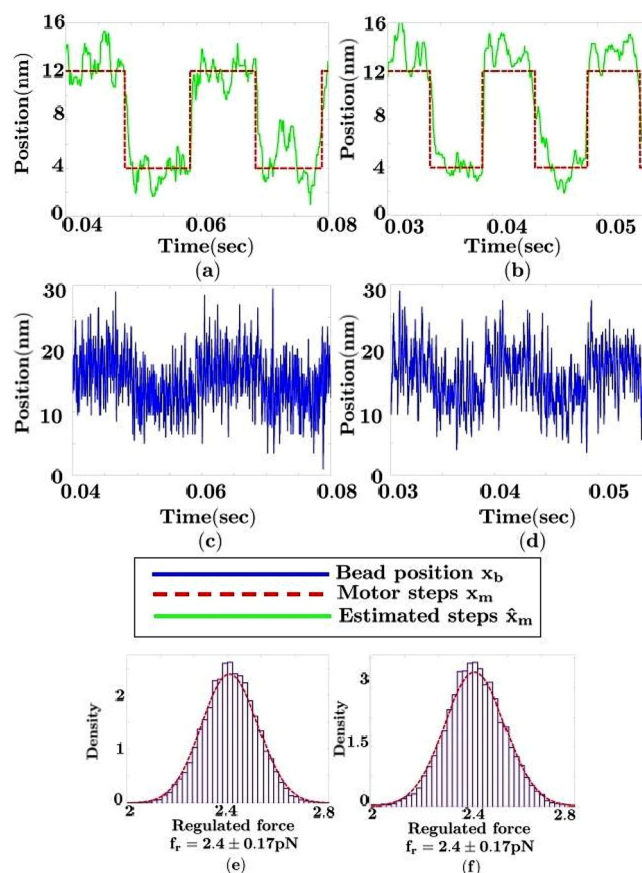 16
12
8
4
0
Position(nm)
0.04 0.06 0.08
Time(sec)
(a)
16
12
8
4
0
Position(nm)
0.03 0.04 0.05
Time(sec)
(b)
30
20
10
0
Position(nm)
0.04 0.06 0.08
Time(sec)
(c)
30
20
10
0
Position(nm)
0.03 0.04 0.05
Time(sec)
(d)
Bead position x_b
Motor steps x_m
Estimated steps x̂_m
2
1
0
Density
2 2.4 2.8
Regulated force
f_r = 2.4 ± 0.17pN
(e)
3
1.5
0
Density
2 2.4 2.8
Regulated force
f_r = 2.4 ± 0.17pN
(f)